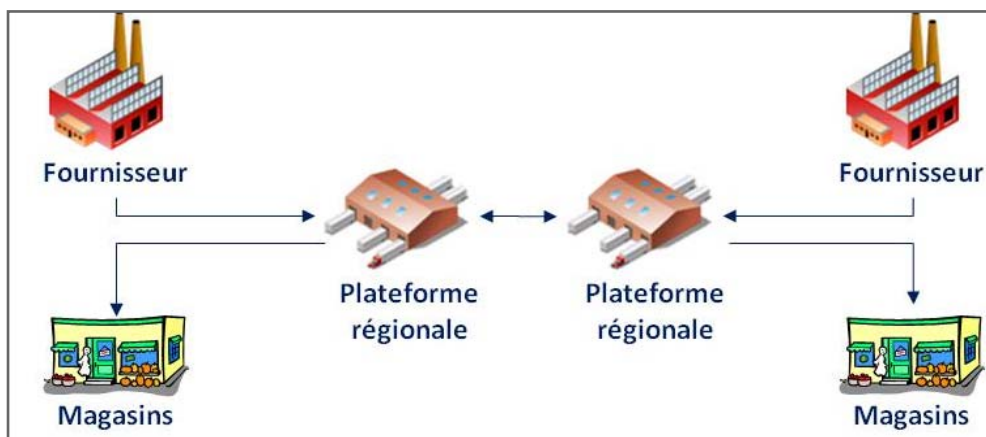 Fournisseur
Fournisseur
Plateforme
régionale
Plateforme
régionale
Magasins
Magasins